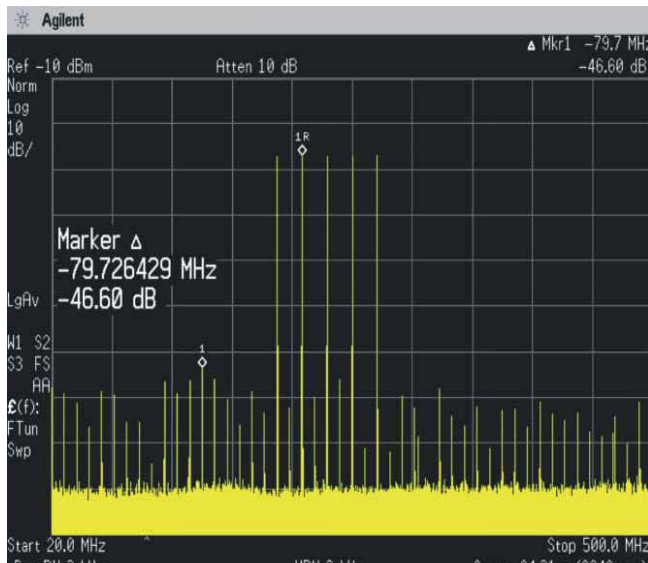 Agilent
Δ Mkr1 -79.7 MHz
Ref -10 dBm Atten 10 dB -46.60 dB
Norm
Log
10
dB/
1R
Marker Δ
-79.726429 MHz
-46.60 dB
LgAv
1
W1 S2
S3 FS
AA
£(f):
FTun
Swp
Start 20.0 MHz ^ Stop 500.0 MHz